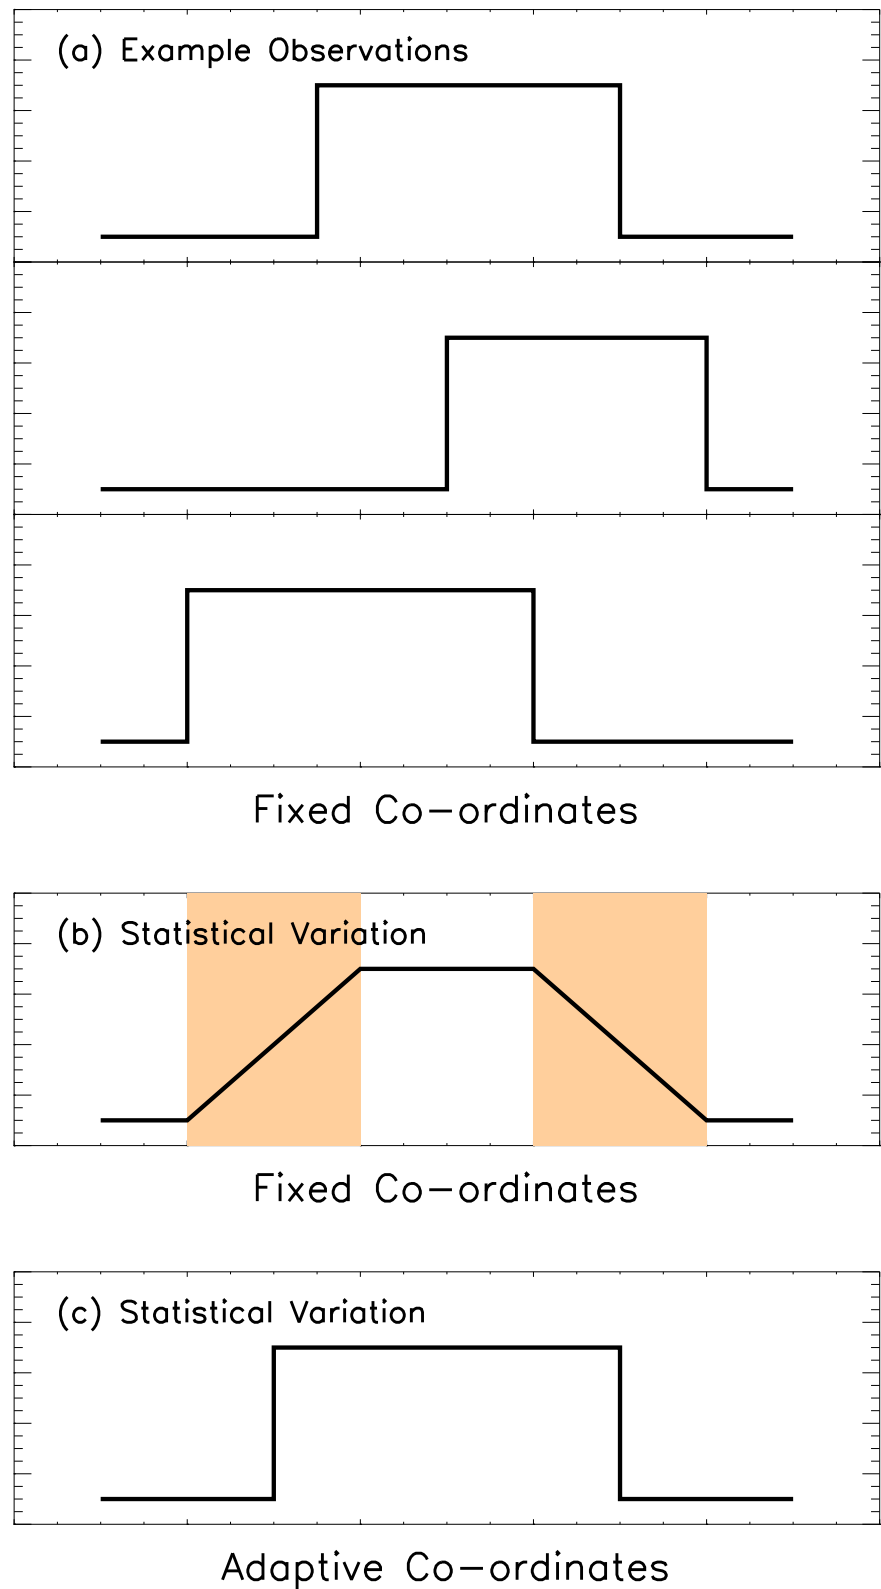 (a) Example Observations
Fixed Co-ordinates
(b) Statistical Variation
Fixed Co-ordinates
(c) Statistical Variation
Adaptive Co-ordinates